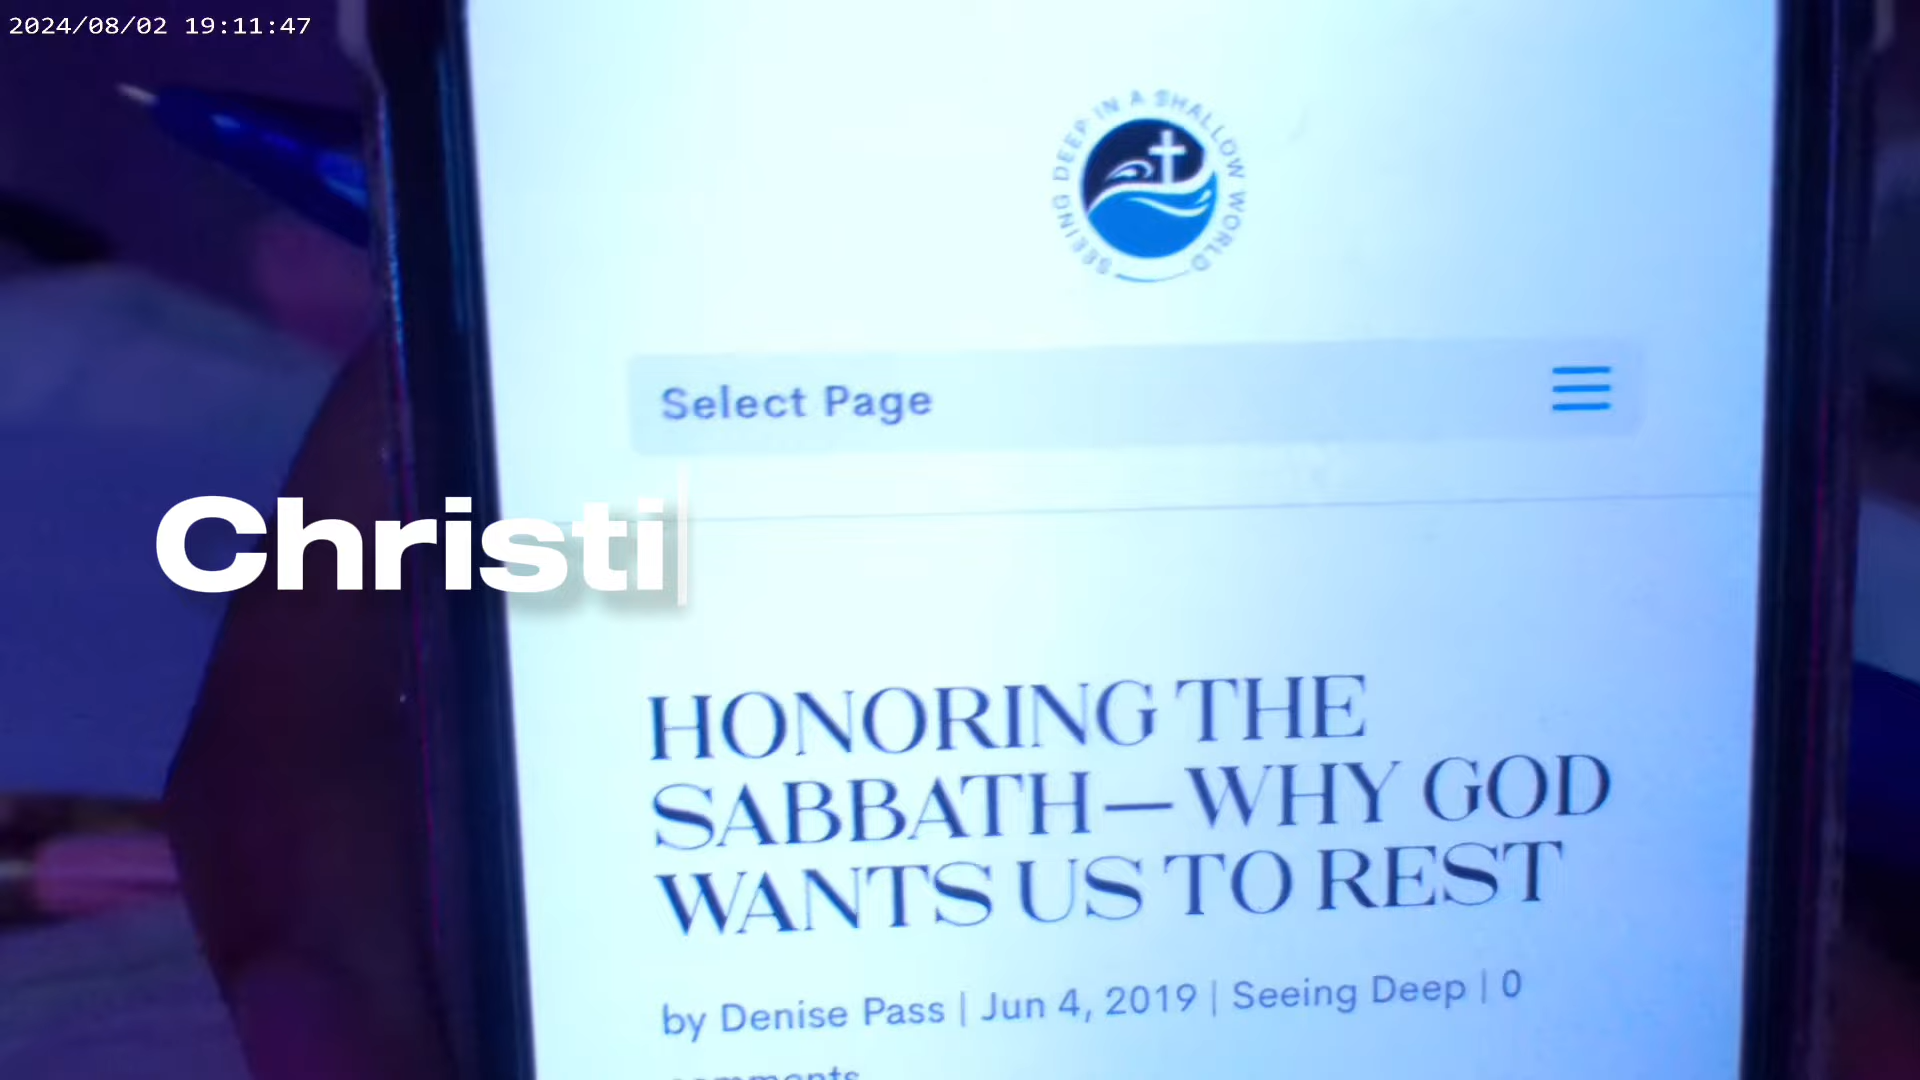 2024/08/02 19:11:47
SEEING DEEP IN A SHALLOW WORLD
Select Page
Christi
HONORING THE
SABBATH—WHY GOD
WANTS US TO REST
by Denise Pass | Jun 4, 2019 | Seeing Deep | 0
comments